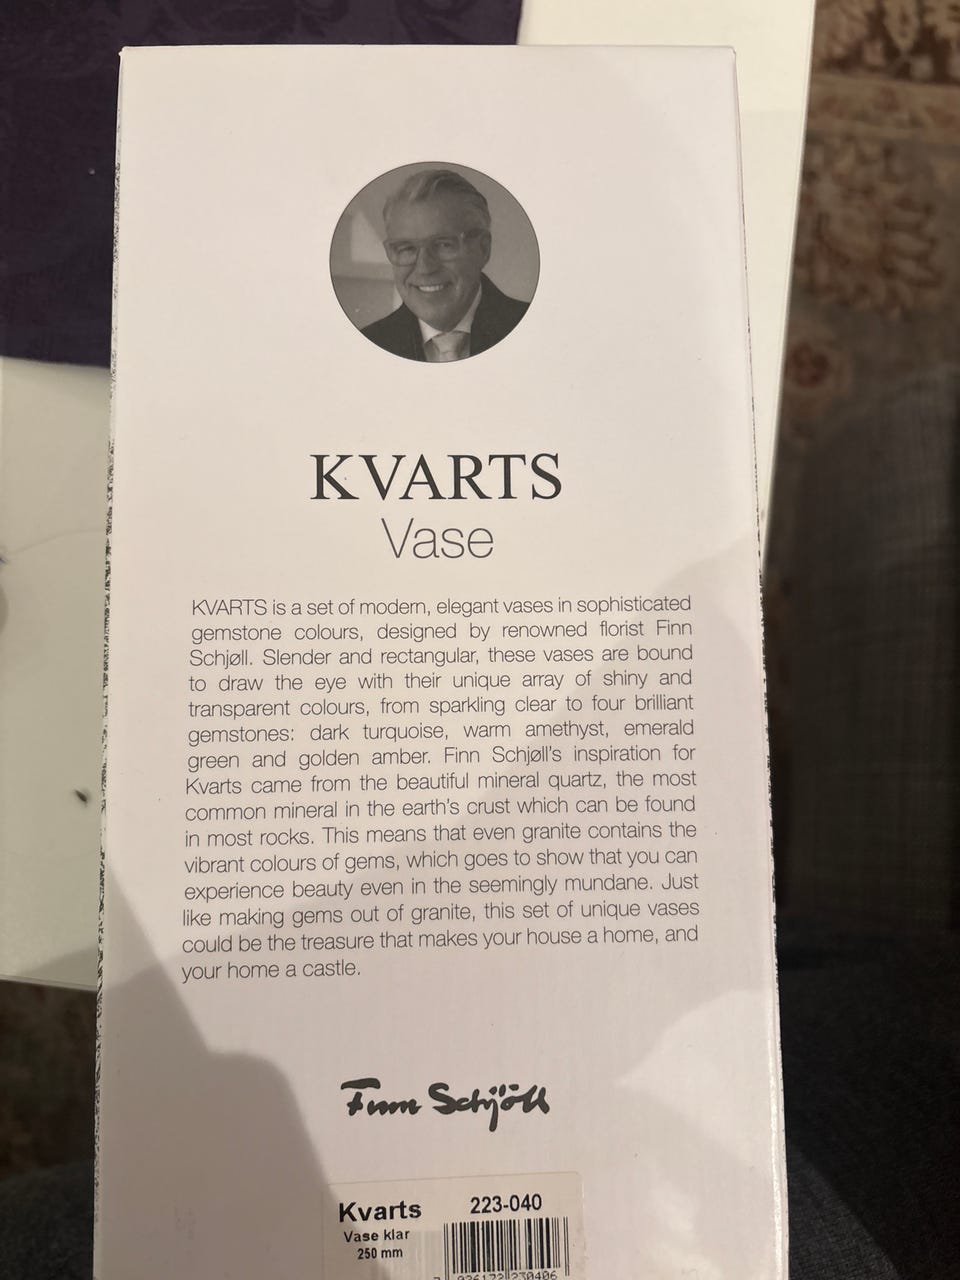 KVARTS
Vase
KVARTS is a set of modern, elegant vases in sophisticated
gemstone colours, designed by renowned florist Finn
Schjøll. Slender and rectangular, these vases are bound
to draw the eye with their unique array of shiny and
transparent colours, from sparkling clear to four brilliant
gemstones: dark turquoise, warm amethyst, emerald
green and golden amber. Finn Schjøll's inspiration for
Kvarts came from the beautiful mineral quartz, the most
common mineral in the earth's crust which can be found
in most rocks. This means that even granite contains the
vibrant colours of gems, which goes to show that you can
experience beauty even in the seemingly mundane. Just
like making gems out of granite, this set of unique vases
could be the treasure that makes your house a home, and
your home a castle.
Finn Schjöll
Kvarts 223-040
Vase klar
250 mm